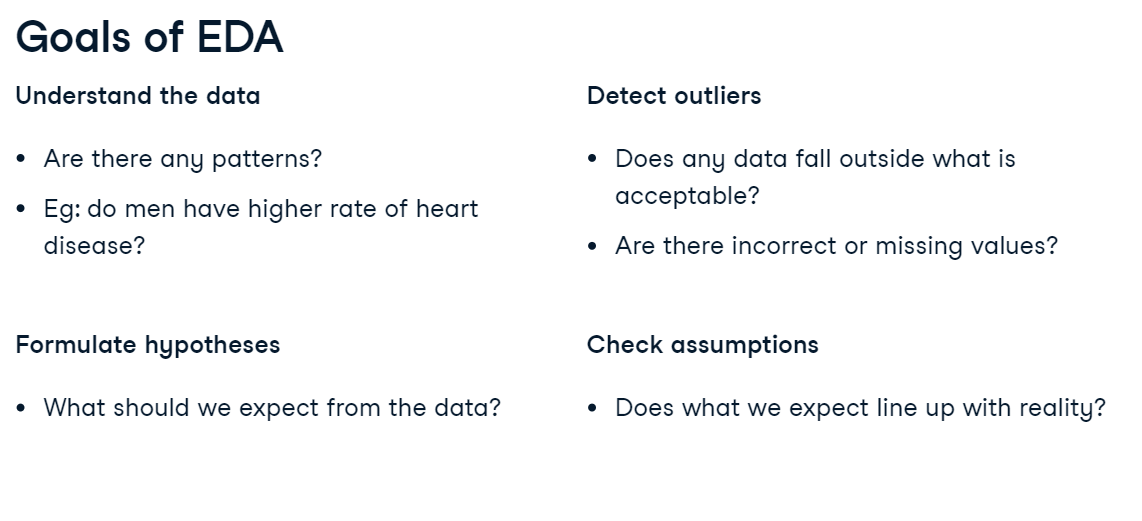 Goals of EDA
Understand the data
• Are there any patterns?
• Eg: do men have higher rate of heart
disease?
Detect outliers
• Does any data fall outside what is
acceptable?
• Are there incorrect or missing values?
Formulate hypotheses
• What should we expect from the data?
Check assumptions
• Does what we expect line up with reality?